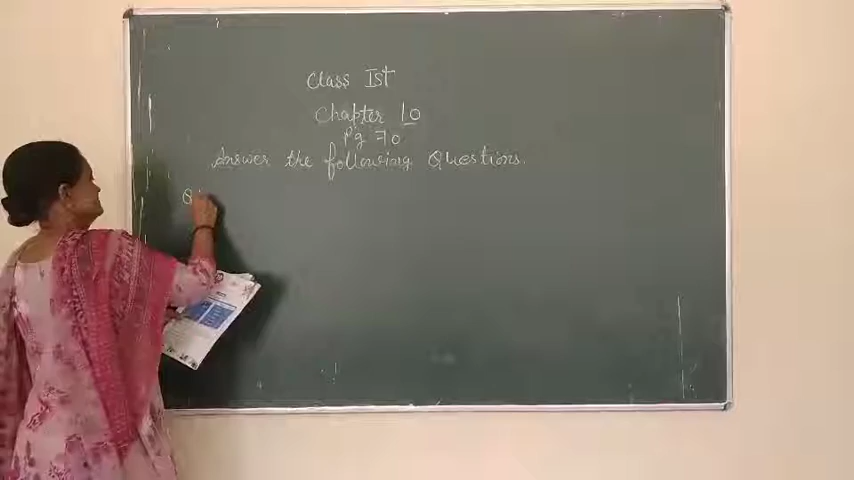 Class Ist
Chapter 10
Pg 70
Answer the following Questions.
Q